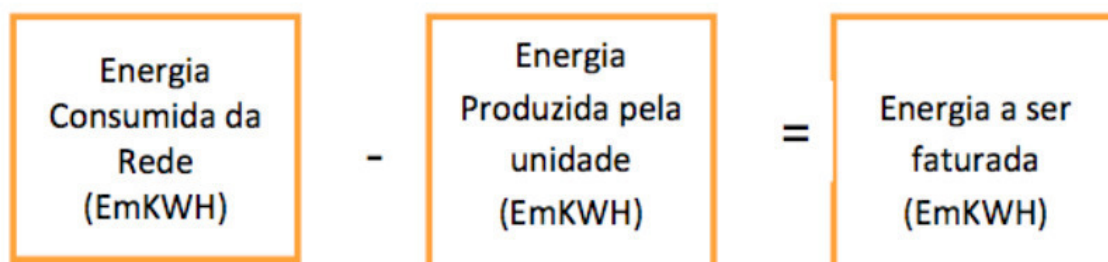 Energia
Consumida da
Rede
(EmKWH)
-
Energia
Produzida pela
unidade
(EmKWH)
=
Energia a ser
faturada
(EmKWH)